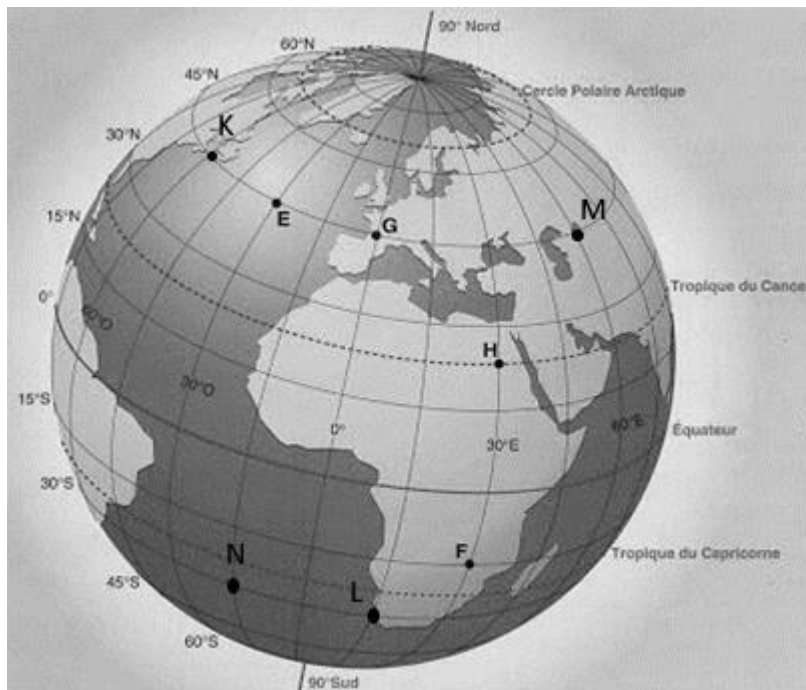 90° Nord
60°N
45°N
Cercle Polaire Arctique
30°N
K
E
G
M
15°N
0°
Tropique du Cance
60°O
H
30°O
15°S
0°
30°E
60°E
Équateur
30°S
N
F
Tropique du Capricorne
L
45°S
60°S
90°Sud